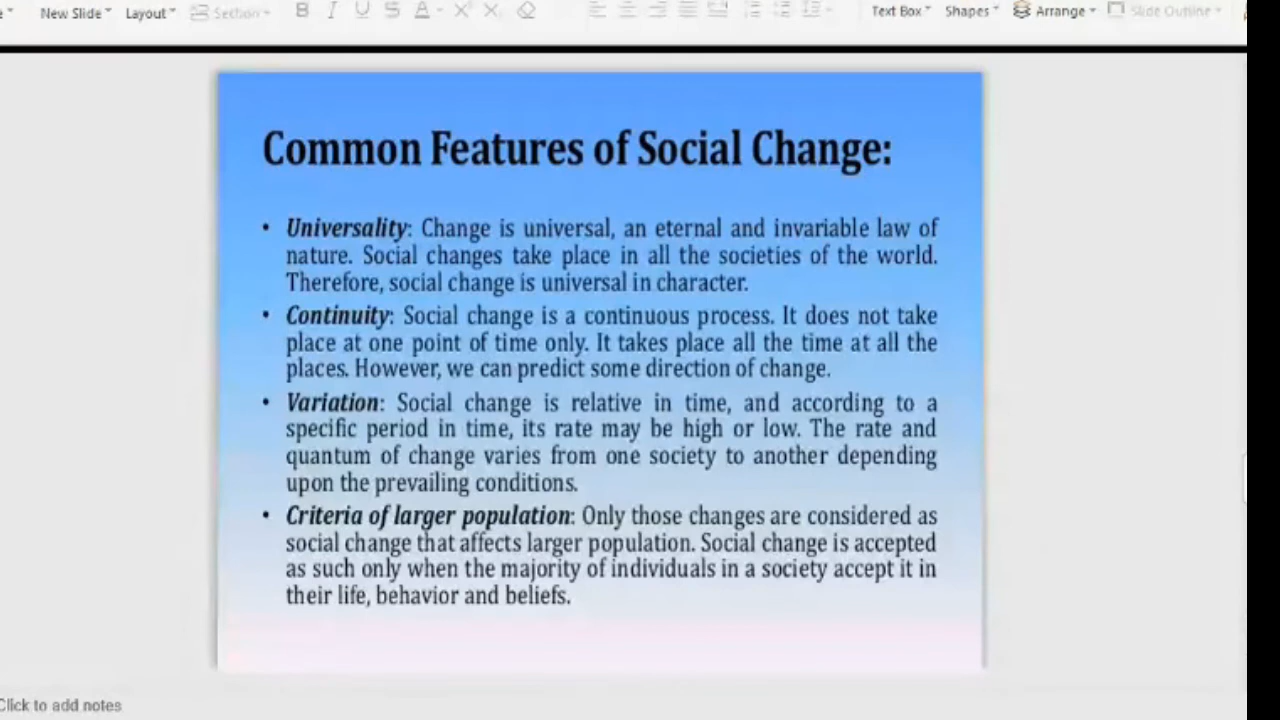 New Slide Layout Section B I U S A X X Text Box Shapes Arrange Slide Outline
Common Features of Social Change:
• Universality: Change is universal, an eternal and invariable law of
nature. Social changes take place in all the societies of the world.
Therefore, social change is universal in character.
• Continuity: Social change is a continuous process. It does not take
place at one point of time only. It takes place all the time at all the
places. However, we can predict some direction of change.
• Variation: Social change is relative in time, and according to a
specific period in time, its rate may be high or low. The rate and
quantum of change varies from one society to another depending
upon the prevailing conditions.
• Criteria of larger population: Only those changes are considered as
social change that affects larger population. Social change is accepted
as such only when the majority of individuals in a society accept it in
their life, behavior and beliefs.
Click to add notes